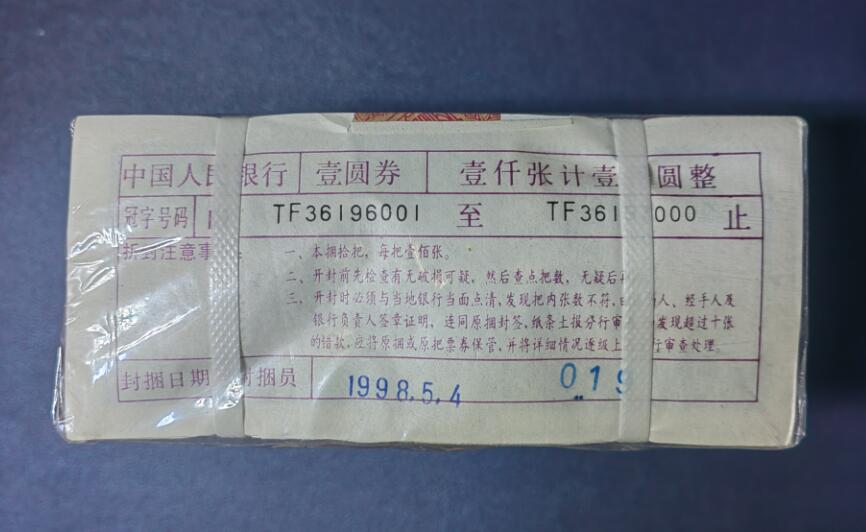 中国人民银行 壹圆券 壹仟张计壹 圆整
冠字号码 TF36196001 至 TF3619 000 止
拆封注意事
一、本捆拾把，每把壹佰张。
二、开封前先检查有无破损可疑，然后查点把数，无疑后
三、开封时必须与当地银行当面点清，发现把内张数不符，由 人、经手人及
银行负责人签章证明，连同原捆封签，纸条土报分行审 发现超过十张
的错款，应将原捆或原把票券保管，并将详细情况逐级上 行审查处理。
封捆日期 封捆员 1998.5.4 019